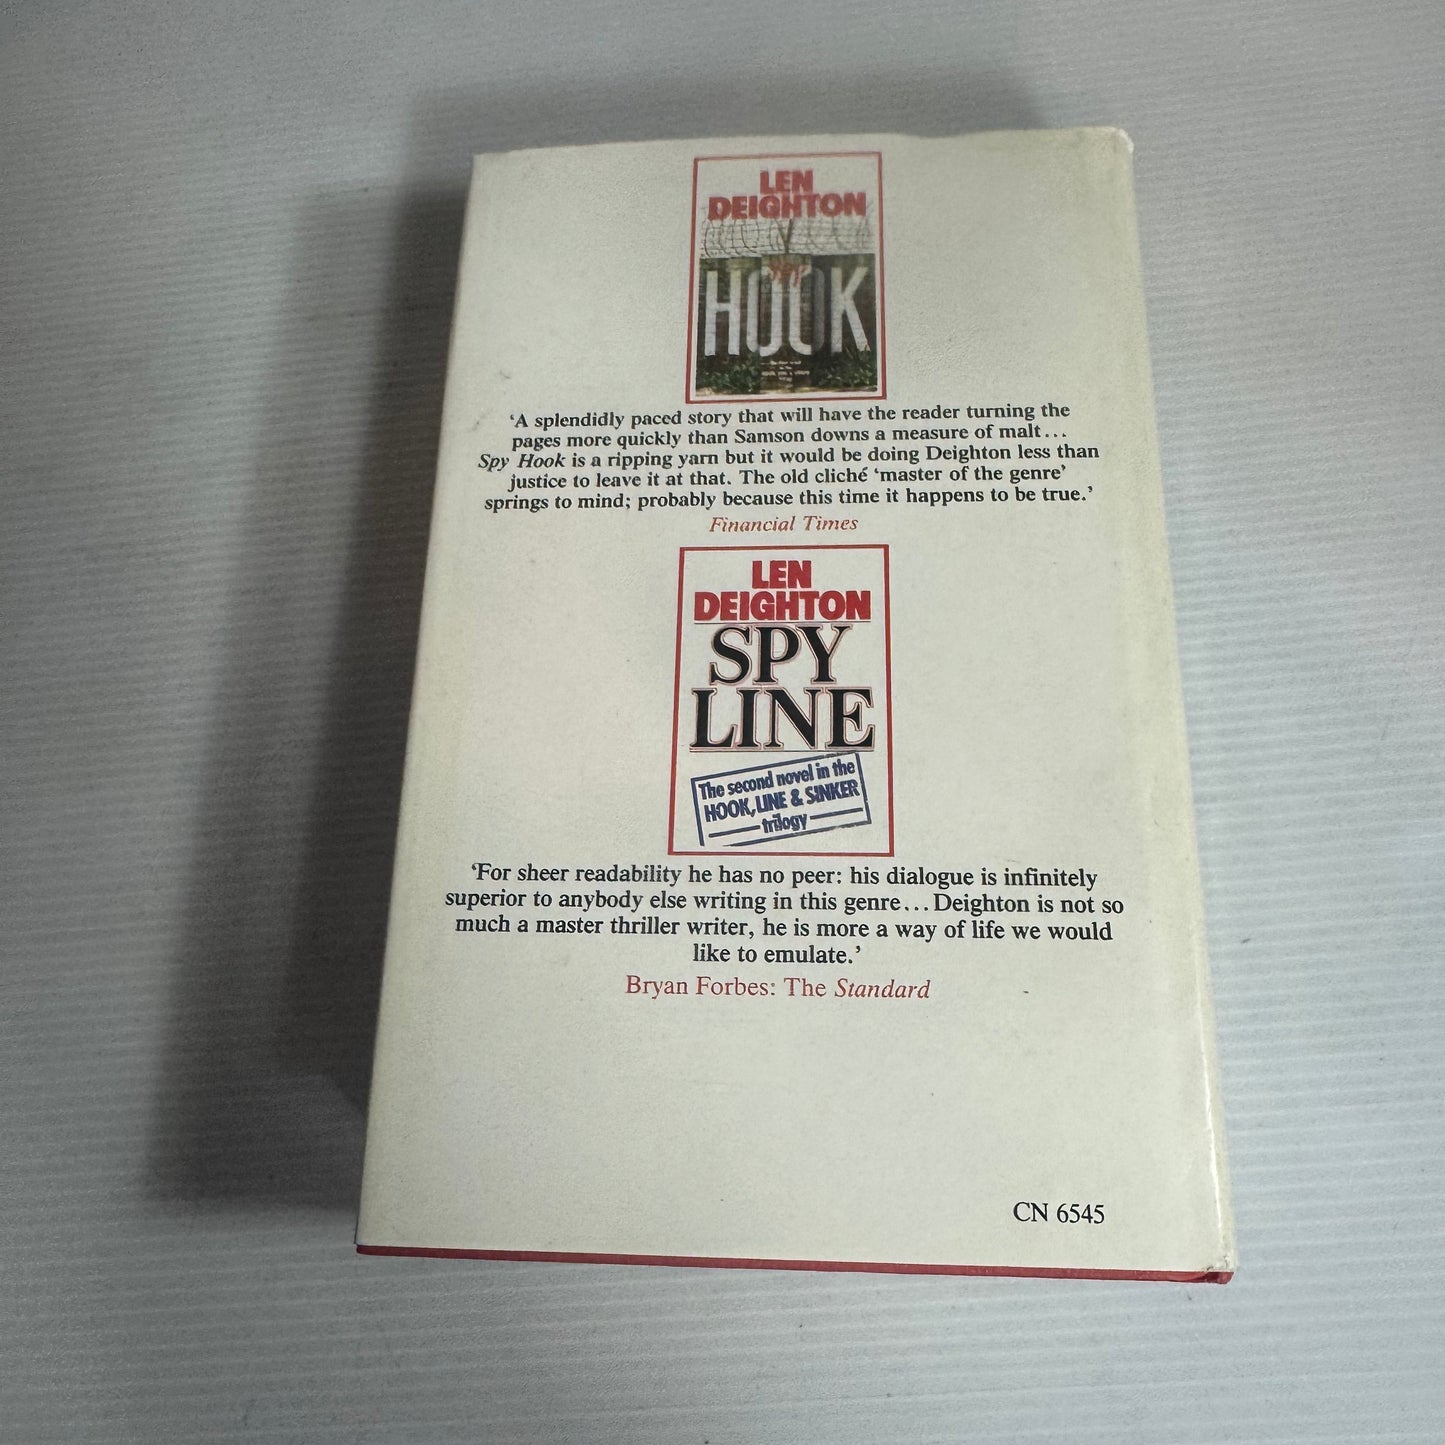 LEN
DEIGHTON
SPY
HOOK
‘A splendidly paced story that will have the reader turning the
pages more quickly than Samson downs a measure of malt...
Spy Hook is a ripping yarn but it would be doing Deighton less than
justice to leave it at that. The old cliché ‘master of the genre’
springs to mind; probably because this time it happens to be true.’
Financial Times
LEN
DEIGHTON
SPY
LINE
The second novel in the
HOOK, LINE & SINKER
trilogy
‘For sheer readability he has no peer: his dialogue is infinitely
superior to anybody else writing in this genre...Deighton is not so
much a master thriller writer, he is more a way of life we would
like to emulate.’
Bryan Forbes: The Standard
CN 6545